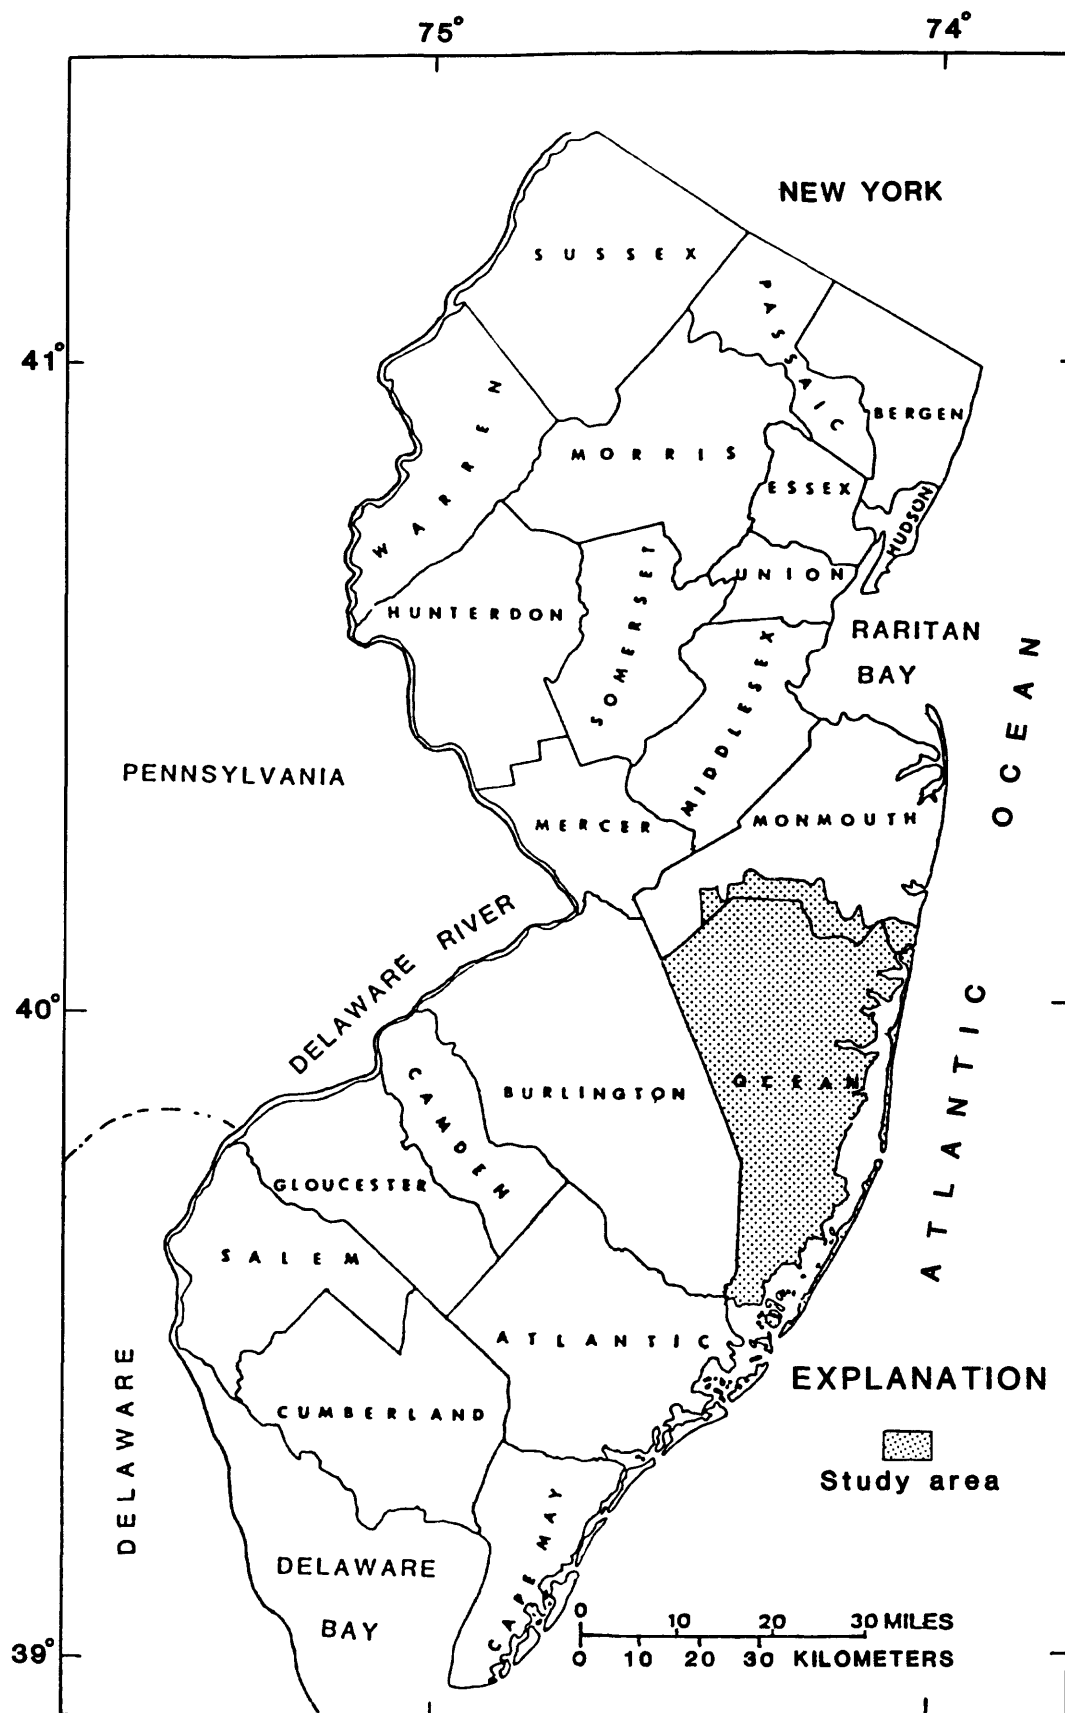 75° 74°
NEW YORK
SUSSEX
PASSAIC
41°
WARREN
BERGEN
MORRIS
ESSEX
HUDSON
UNION
HUNTERDON
SOMERSET
RARITAN
BAY
MIDDLESEX
OCEAN
PENNSYLVANIA
MERCER
MONMOUTH
DELAWARE RIVER
40°
ATLANTIC
CAMDEN
BURLINGTON
OCEAN
GLOUCESTER
SALEM
ATLANTIC
DELAWARE
EXPLANATION
CUMBERLAND
Study area
CAPE MAY
DELAWARE
BAY
0 10 20 30 MILES
0 10 20 30 KILOMETERS
39°